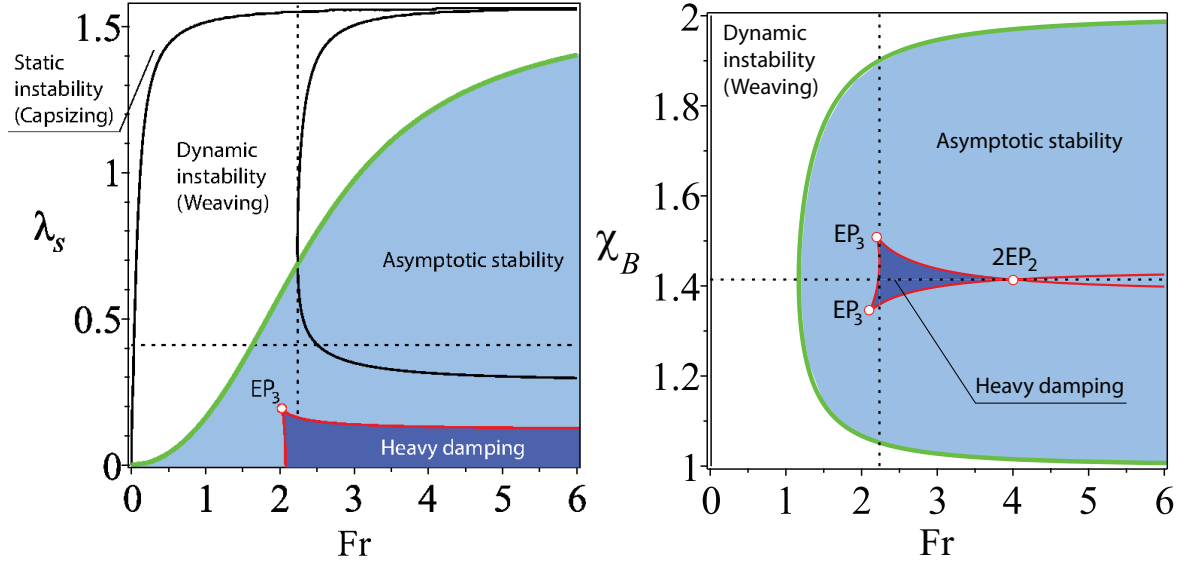 1.5
1
0.5
0
λs
Static
instability
(Capsizing)
Dynamic
instability
(Weaving)
Asymptotic stability
EP3
Heavy damping
0 1 2 3 4 5 6
Fr
2
1.8
1.6
1.4
1.2
1
χB
Dynamic
instability
(Weaving)
Asymptotic stability
EP3
2EP2
EP3
Heavy damping
0 1 2 3 4 5 6
Fr